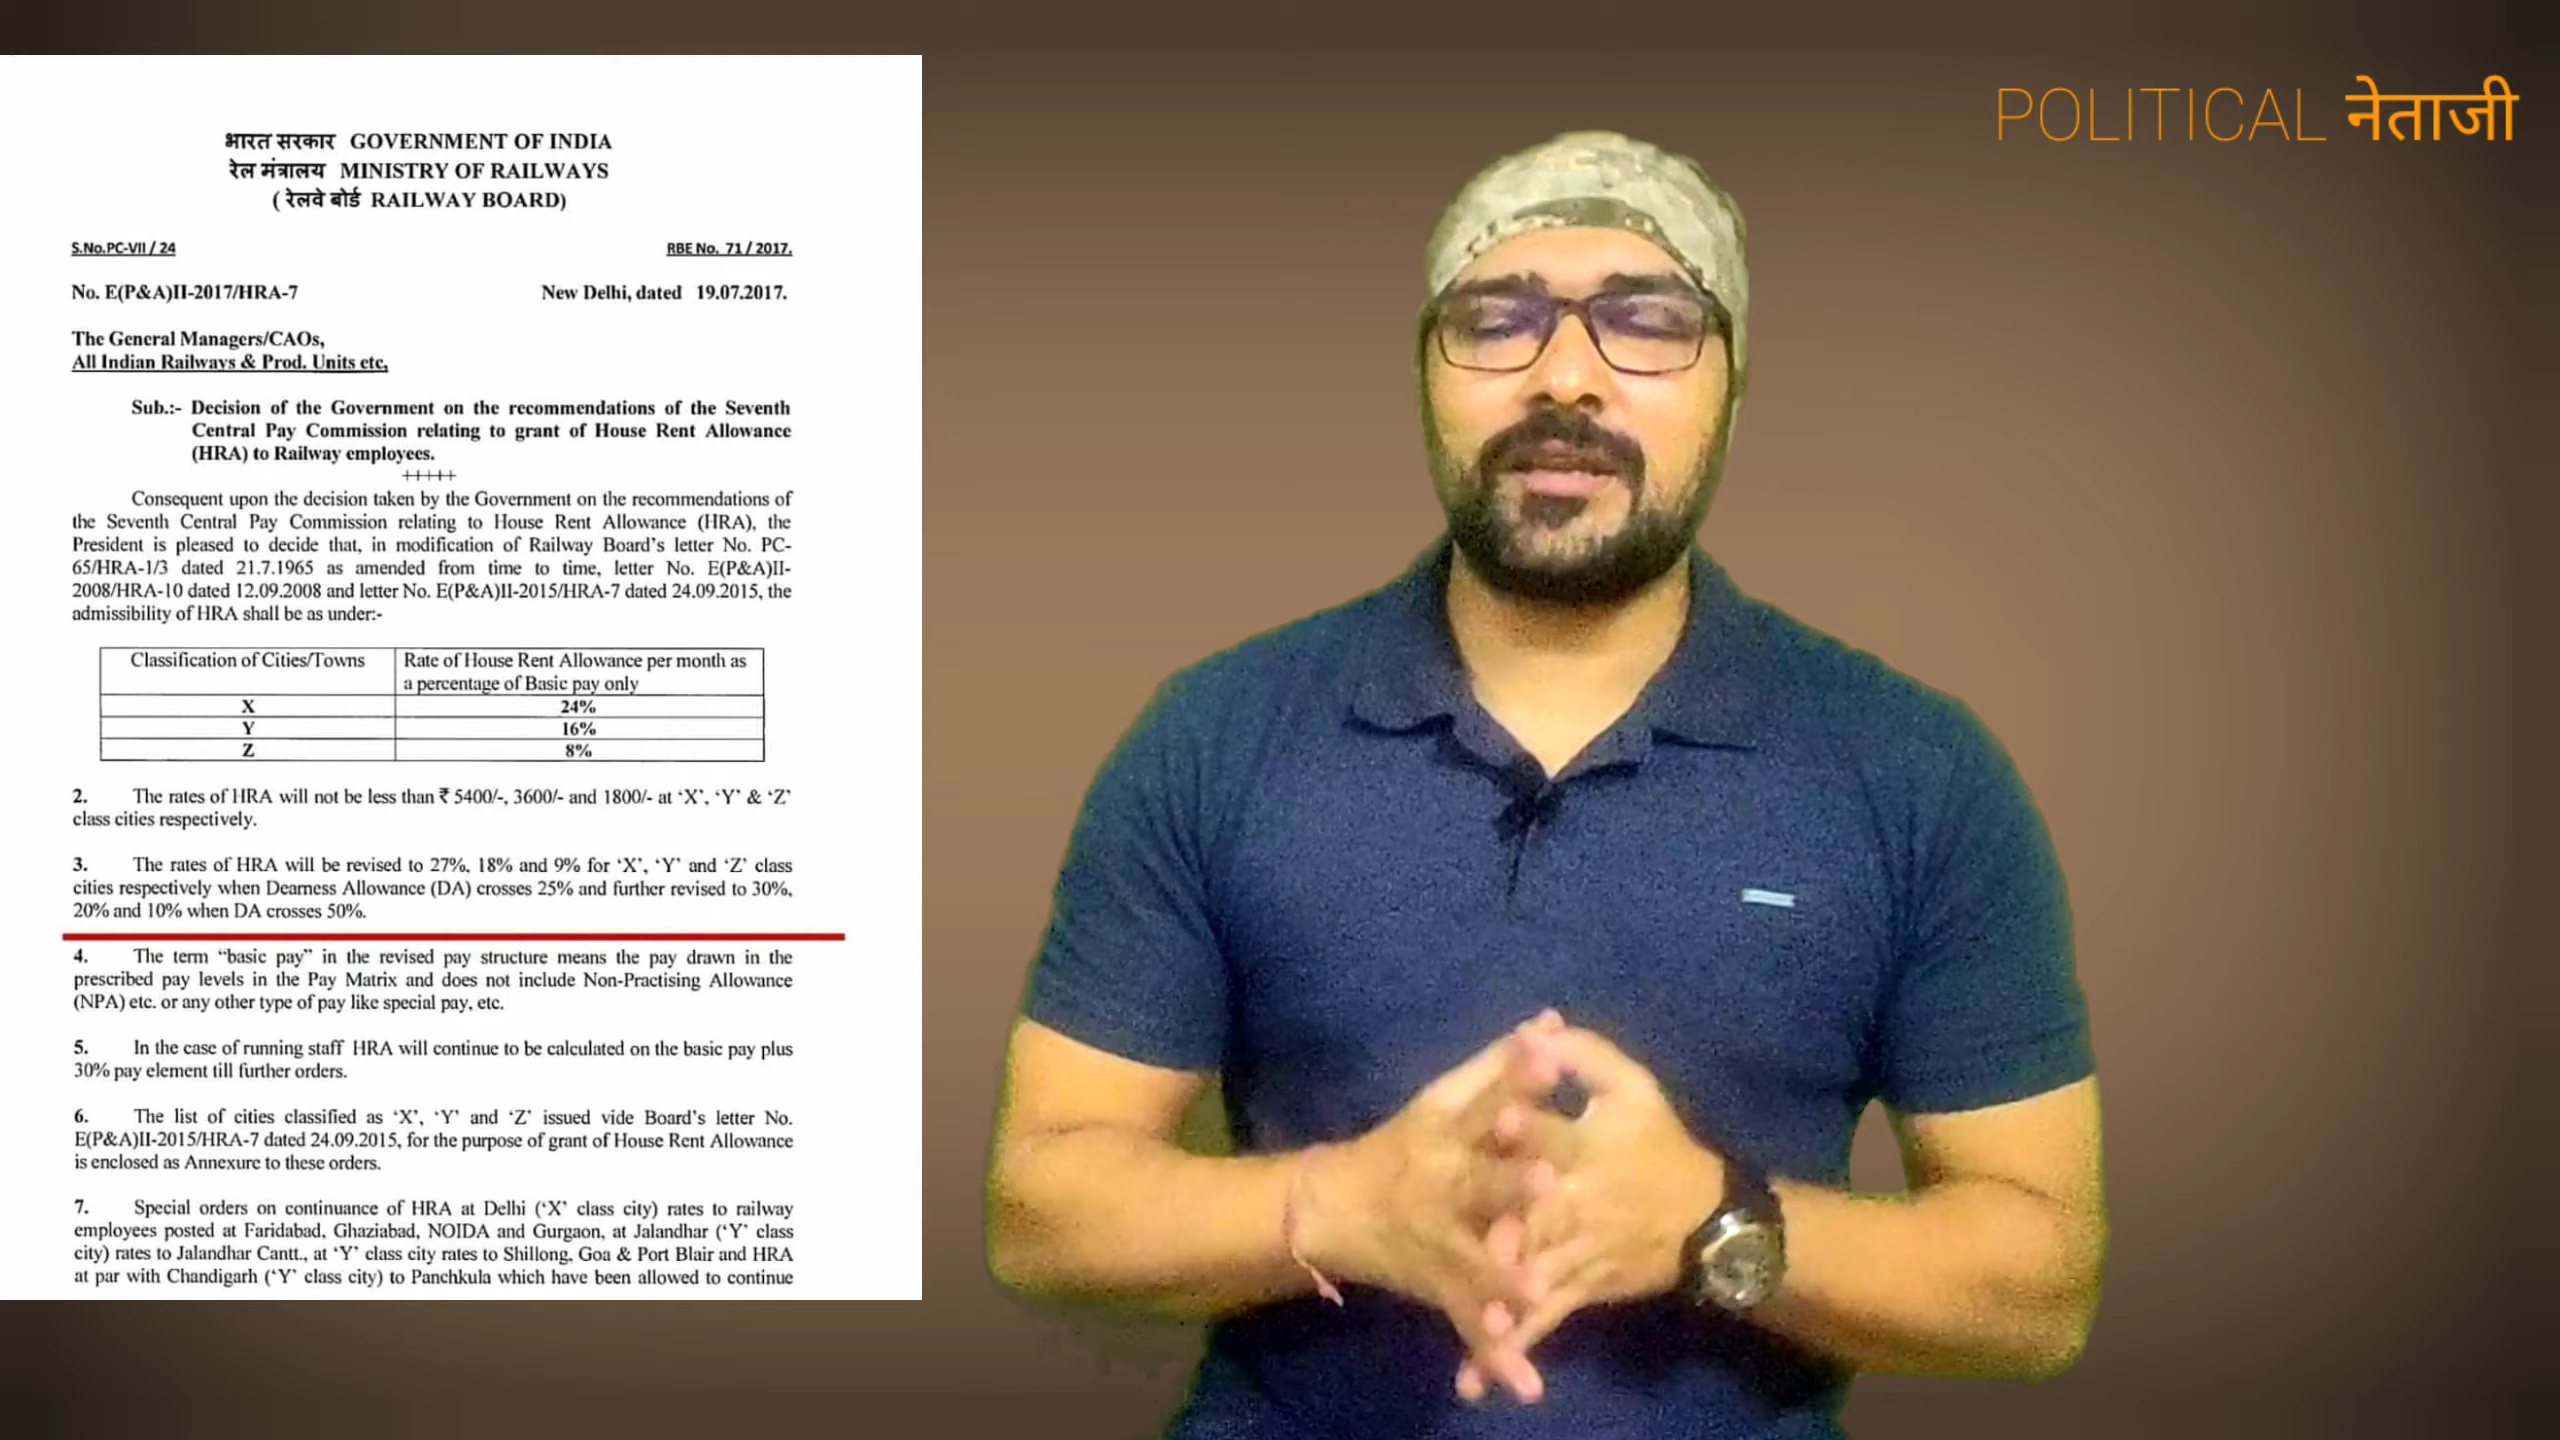 POLITICAL नेताजी
भारत सरकार GOVERNMENT OF INDIA
रेल मंत्रालय MINISTRY OF RAILWAYS
( रेलवे बोर्ड RAILWAY BOARD)
S.No.PC-VII / 24 RBE No. 71 / 2017.
No. E(P&A)II-2017/HRA-7 New Delhi, dated 19.07.2017.
The General Managers/CAOs,
All Indian Railways & Prod. Units etc,
Sub.:- Decision of the Government on the recommendations of the Seventh
Central Pay Commission relating to grant of House Rent Allowance
(HRA) to Railway employees.
+++++
Consequent upon the decision taken by the Government on the recommendations of
the Seventh Central Pay Commission relating to House Rent Allowance (HRA), the
President is pleased to decide that, in modification of Railway Board's letter No. PC-
65/HRA-1/3 dated 21.7.1965 as amended from time to time, letter No. E(P&A)II-
2008/HRA-10 dated 12.09.2008 and letter No. E(P&A)II-2015/HRA-7 dated 24.09.2015, the
admissibility of HRA shall be as under:-
Classification of Cities/Towns Rate of House Rent Allowance per month as
a percentage of Basic pay only
X 24%
Y 16%
Z 8%
2. The rates of HRA will not be less than ₹ 5400/-, 3600/- and 1800/- at 'X', 'Y' & 'Z'
class cities respectively.
3. The rates of HRA will be revised to 27%, 18% and 9% for 'X', 'Y' and 'Z' class
cities respectively when Dearness Allowance (DA) crosses 25% and further revised to 30%,
20% and 10% when DA crosses 50%.
4. The term "basic pay" in the revised pay structure means the pay drawn in the
prescribed pay levels in the Pay Matrix and does not include Non-Practising Allowance
(NPA) etc. or any other type of pay like special pay, etc.
5. In the case of running staff HRA will continue to be calculated on the basic pay plus
30% pay element till further orders.
6. The list of cities classified as 'X', 'Y' and 'Z' issued vide Board's letter No.
E(P&A)II-2015/HRA-7 dated 24.09.2015, for the purpose of grant of House Rent Allowance
is enclosed as Annexure to these orders.
7. Special orders on continuance of HRA at Delhi ('X' class city) rates to railway
employees posted at Faridabad, Ghaziabad, NOIDA and Gurgaon, at Jalandhar ('Y' class
city) rates to Jalandhar Cantt., at 'Y' class city rates to Shillong, Goa & Port Blair and HRA
at par with Chandigarh ('Y' class city) to Panchkula which have been allowed to continue